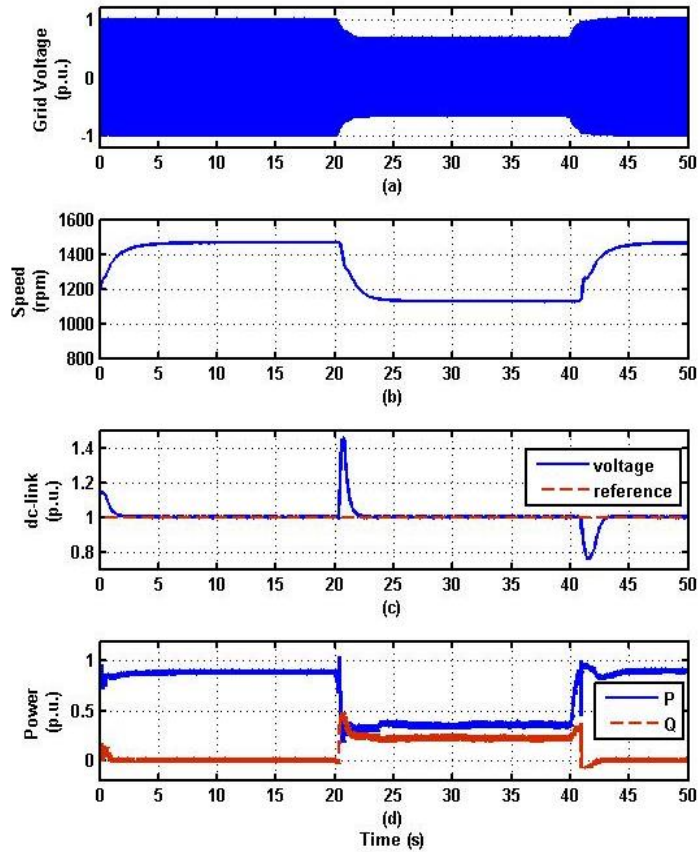 1
0
-1
Grid Voltage
(p.u.)
0 5 10 15 20 25 30 35 40 45 50
(a)
1600
1400
1200
1000
800
Speed
(rpm)
0 5 10 15 20 25 30 35 40 45 50
(b)
1.4
1.2
1
0.8
dc-link
(p.u.)
voltage
reference
0 5 10 15 20 25 30 35 40 45 50
(c)
1
0.5
0
Power
(p.u.)
P
Q
0 5 10 15 20 25 30 35 40 45 50
(d)
Time (s)